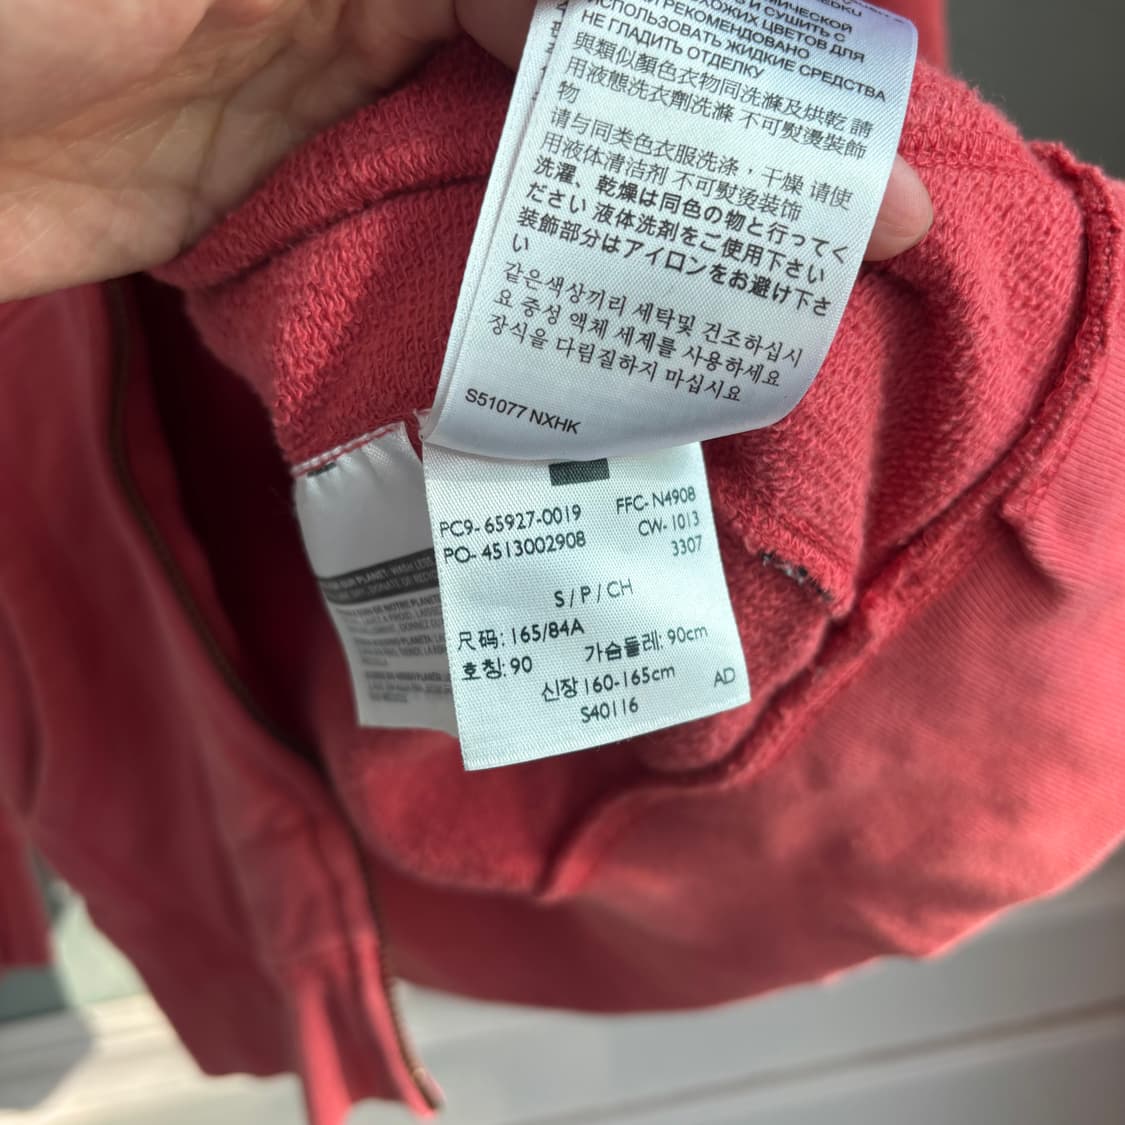 И СУШИТЬ С
РЕКОМЕНДОВАНО
ИСПОЛЬЗОВАТЬ ЖИДКИЕ СРЕДСТВА
НЕ ГЛАДИТЬ ОТДЕЛКУ
與類似顏色衣物同洗滌及烘乾 請
用液態洗衣劑洗滌 不可熨燙裝飾
物
请与同类色衣服洗涤，干燥 请使
用液体清洁剂 不可熨烫装饰
洗濯、乾燥は同色の物と行ってく
ださい 液体洗剤をご使用下さい
装飾部分はアイロンをお避け下さ
い
같은색상끼리 세탁및 건조하십시
요 중성 액체 세제를 사용하세요
장식을 다림질하지 마십시요
S51077 NXHK
PC9- 65927-0019 FFC- N4908
PO- 4513002908 CW- 1013
3307
S / P / CH
尺码: 165/84A
호칭: 90 가슴둘레: 90cm
신장 160-165cm AD
S40116
OUR PLANET: WASH LESS